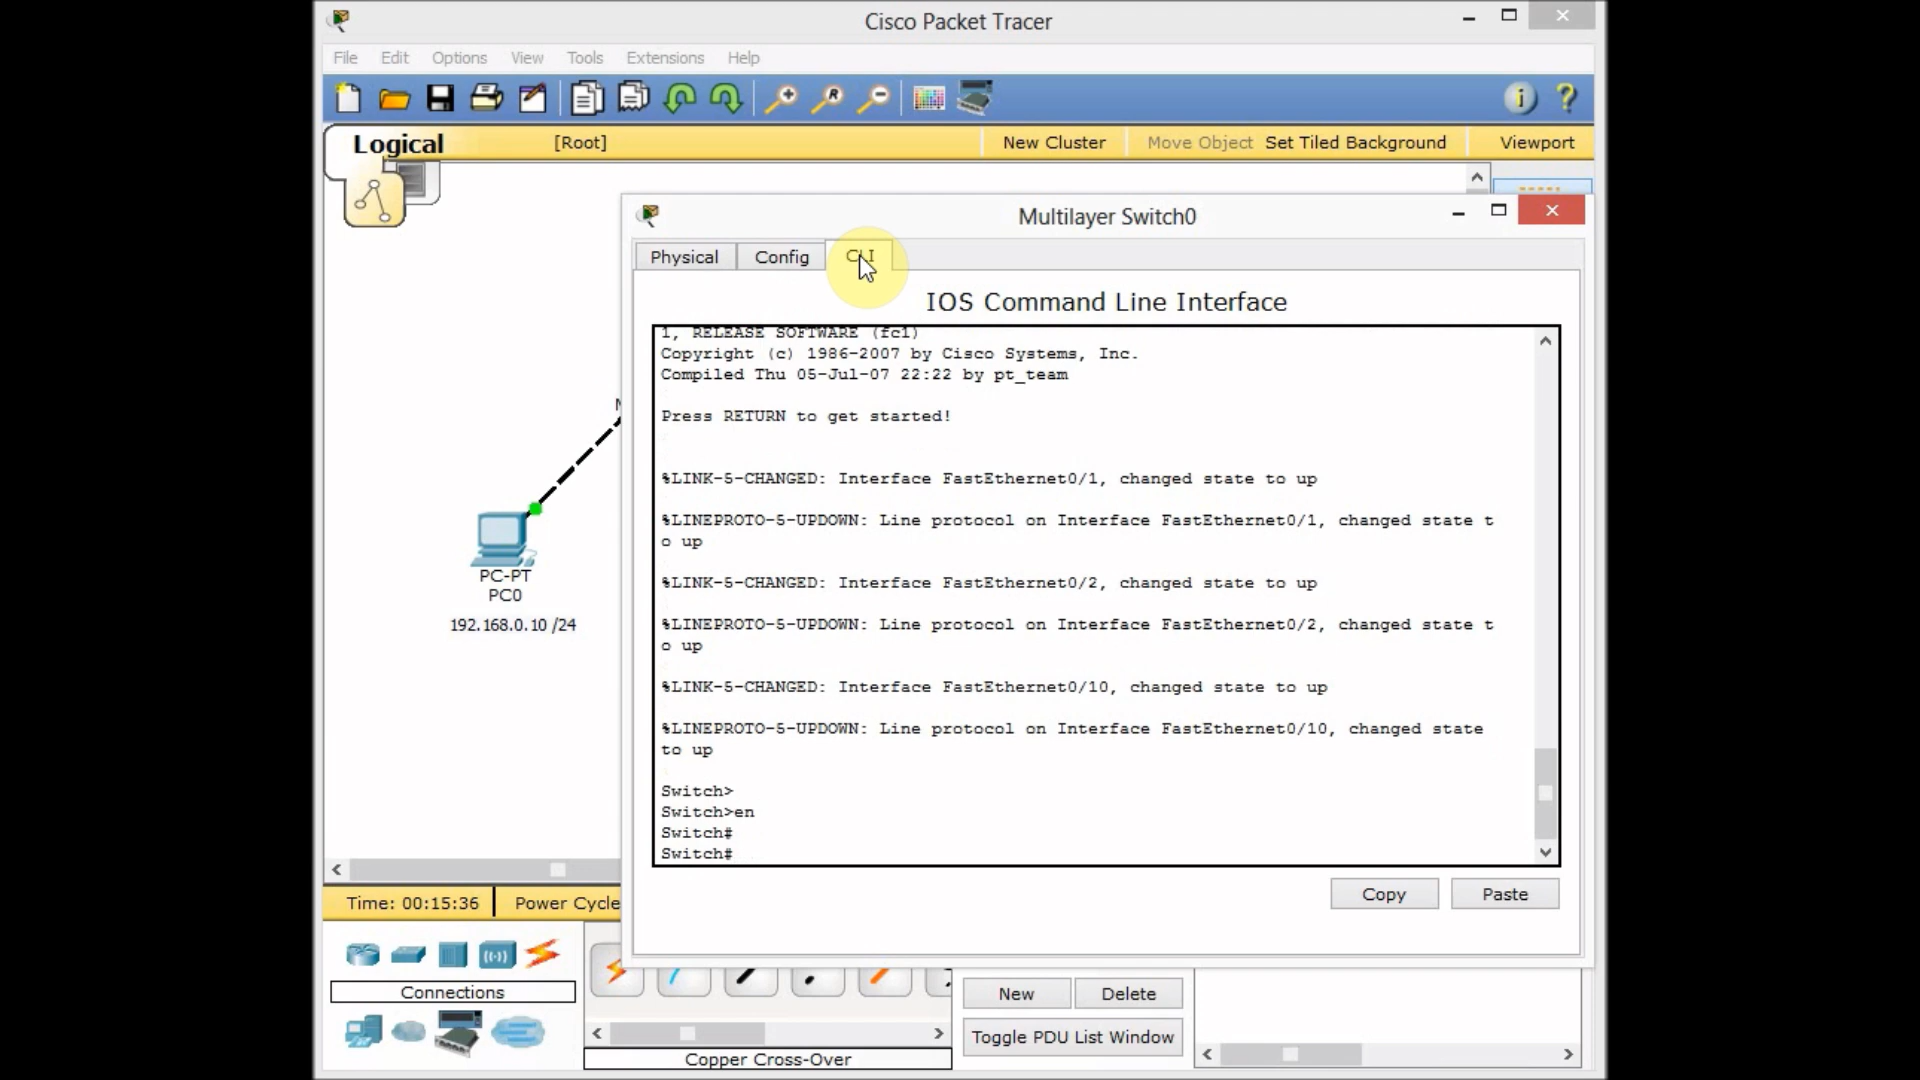 Cisco Packet Tracer
File Edit Options View Tools Extensions Help
Logical [Root] New Cluster Move Object Set Tiled Background Viewport
Multilayer Switch0
Physical Config CLI
IOS Command Line Interface
1, RELEASE SOFTWARE (fc1)
Copyright (c) 1986-2007 by Cisco Systems, Inc.
Compiled Thu 05-Jul-07 22:22 by pt_team
Press RETURN to get started!
%LINK-5-CHANGED: Interface FastEthernet0/1, changed state to up
%LINEPROTO-5-UPDOWN: Line protocol on Interface FastEthernet0/1, changed state t
o up
%LINK-5-CHANGED: Interface FastEthernet0/2, changed state to up
%LINEPROTO-5-UPDOWN: Line protocol on Interface FastEthernet0/2, changed state t
o up
%LINK-5-CHANGED: Interface FastEthernet0/10, changed state to up
%LINEPROTO-5-UPDOWN: Line protocol on Interface FastEthernet0/10, changed state
to up
Switch>
Switch>en
Switch#
Switch#
Copy Paste
PC-PT
PC0
192.168.0.10 /24
Time: 00:15:36 Power Cycle
Connections
Copper Cross-Over
New Delete
Toggle PDU List Window